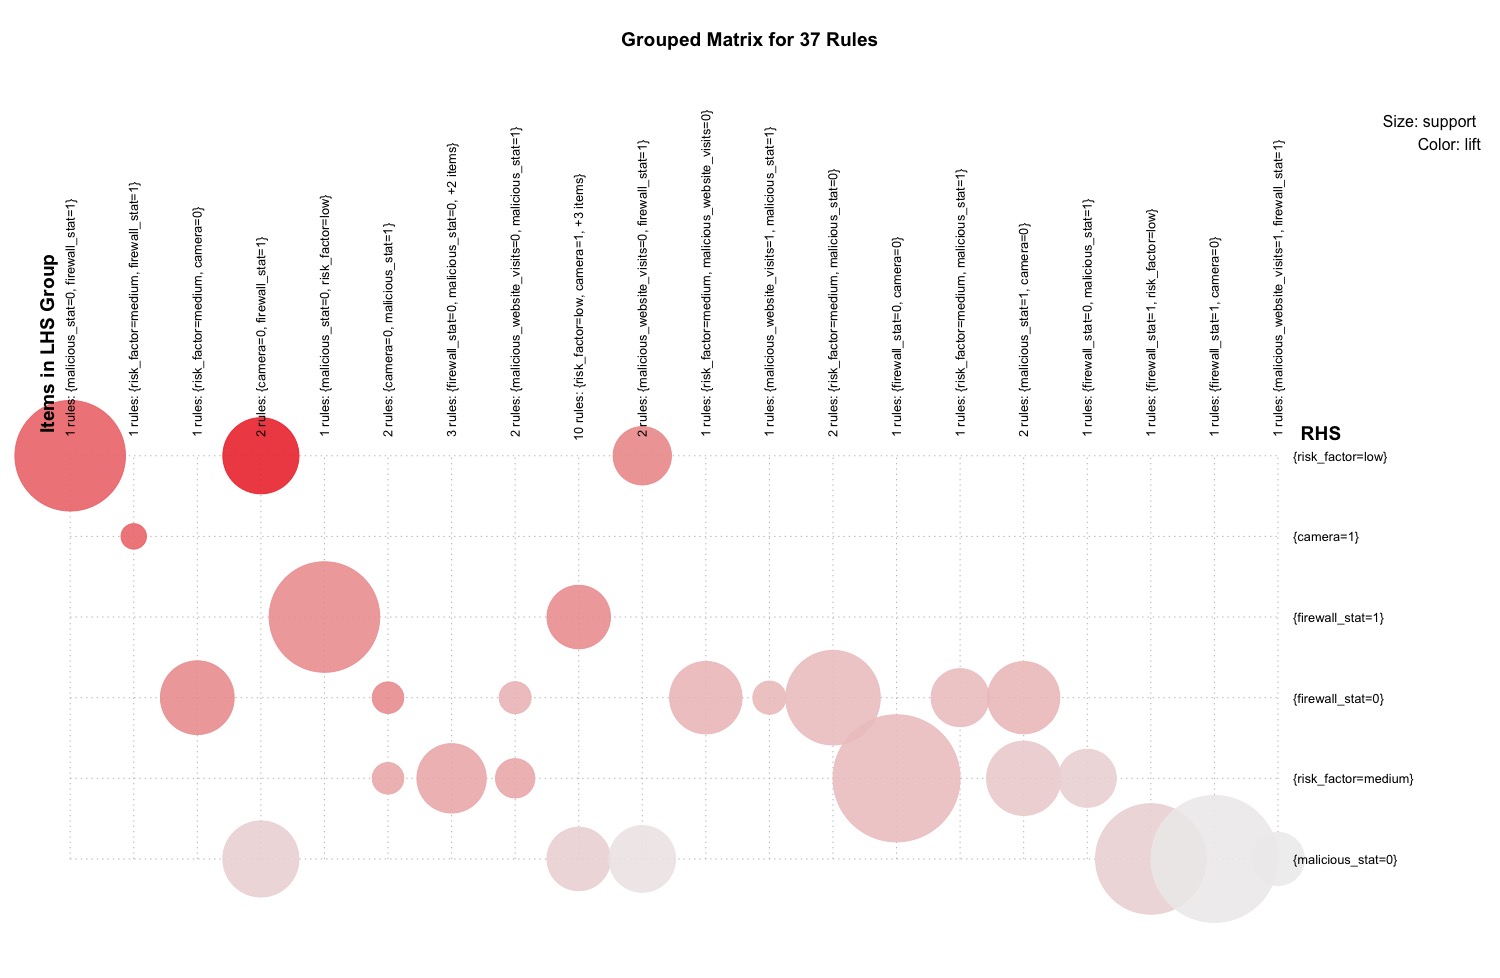 Grouped Matrix for 37 Rules
Size: support
Color: lift
Items in LHS Group
1 rules: {malicious_stat=0, firewall_stat=1}
1 rules: {risk_factor=medium, firewall_stat=1}
1 rules: {risk_factor=medium, camera=0}
2 rules: {camera=0, firewall_stat=1}
1 rules: {malicious_stat=0, risk_factor=low}
2 rules: {camera=0, malicious_stat=1}
3 rules: {firewall_stat=0, malicious_stat=0, +2 items}
2 rules: {malicious_website_visits=0, malicious_stat=1}
10 rules: {risk_factor=low, camera=1, +3 items}
2 rules: {malicious_website_visits=0, firewall_stat=1}
1 rules: {risk_factor=medium, malicious_website_visits=0}
1 rules: {malicious_website_visits=1, malicious_stat=1}
2 rules: {risk_factor=medium, malicious_stat=0}
1 rules: {firewall_stat=0, camera=0}
1 rules: {risk_factor=medium, malicious_stat=1}
2 rules: {malicious_stat=1, camera=0}
1 rules: {firewall_stat=0, malicious_stat=1}
1 rules: {firewall_stat=1, risk_factor=low}
1 rules: {firewall_stat=1, camera=0}
1 rules: {malicious_website_visits=1, firewall_stat=1}
RHS
{risk_factor=low}
{camera=1}
{firewall_stat=1}
{firewall_stat=0}
{risk_factor=medium}
{malicious_stat=0}